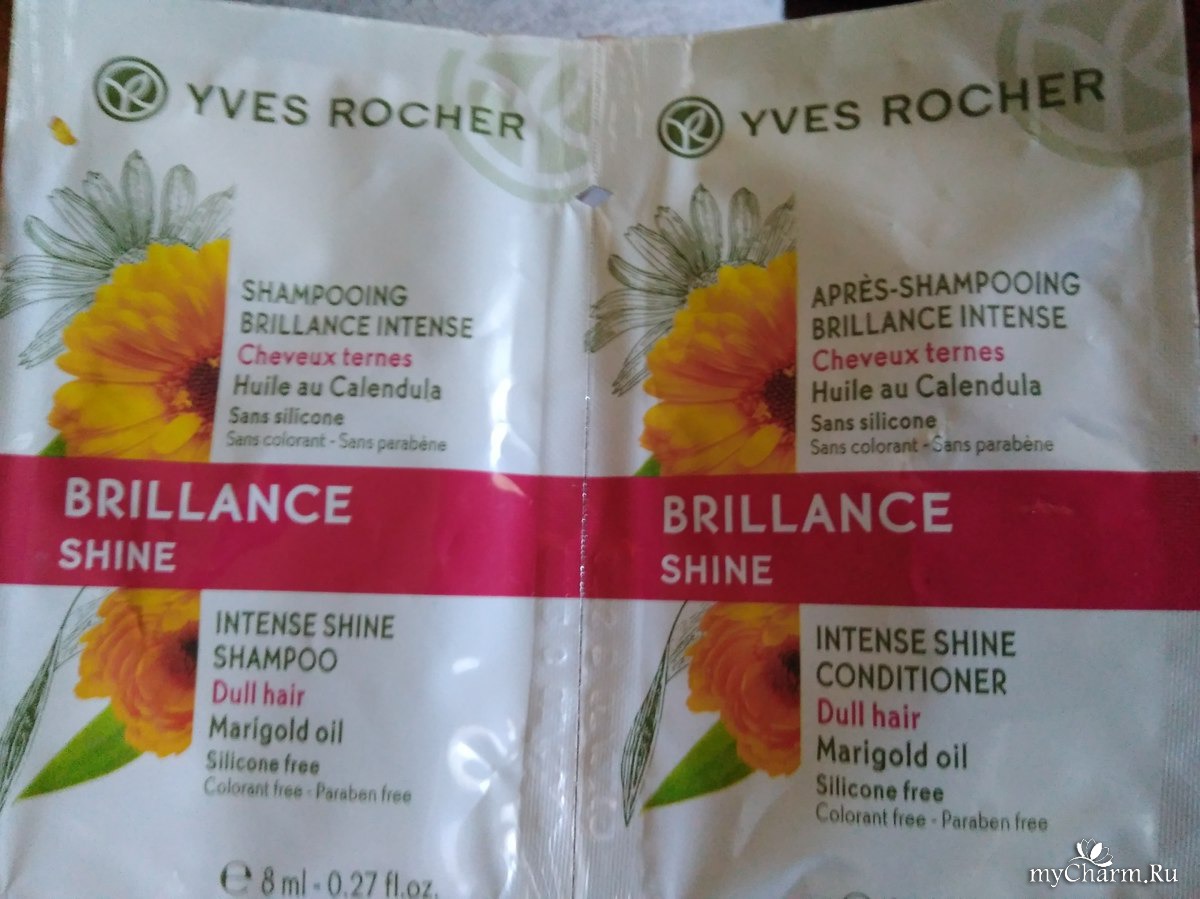 YVES ROCHER
SHAMPOOING
BRILLANCE INTENSE
Cheveux ternes
Huile au Calendula
Sans silicone
Sans colorant - Sans parabène
BRILLANCE
SHINE
INTENSE SHINE
SHAMPOO
Dull hair
Marigold oil
Silicone free
Colorant free - Paraben free
℮ 8 ml - 0.27 fl.oz.
YVES ROCHER
APRÈS-SHAMPOOING
BRILLANCE INTENSE
Cheveux ternes
Huile au Calendula
Sans silicone
Sans colorant - Sans parabène
BRILLANCE
SHINE
INTENSE SHINE
CONDITIONER
Dull hair
Marigold oil
Silicone free
Colorant free - Paraben free
myCharm.Ru